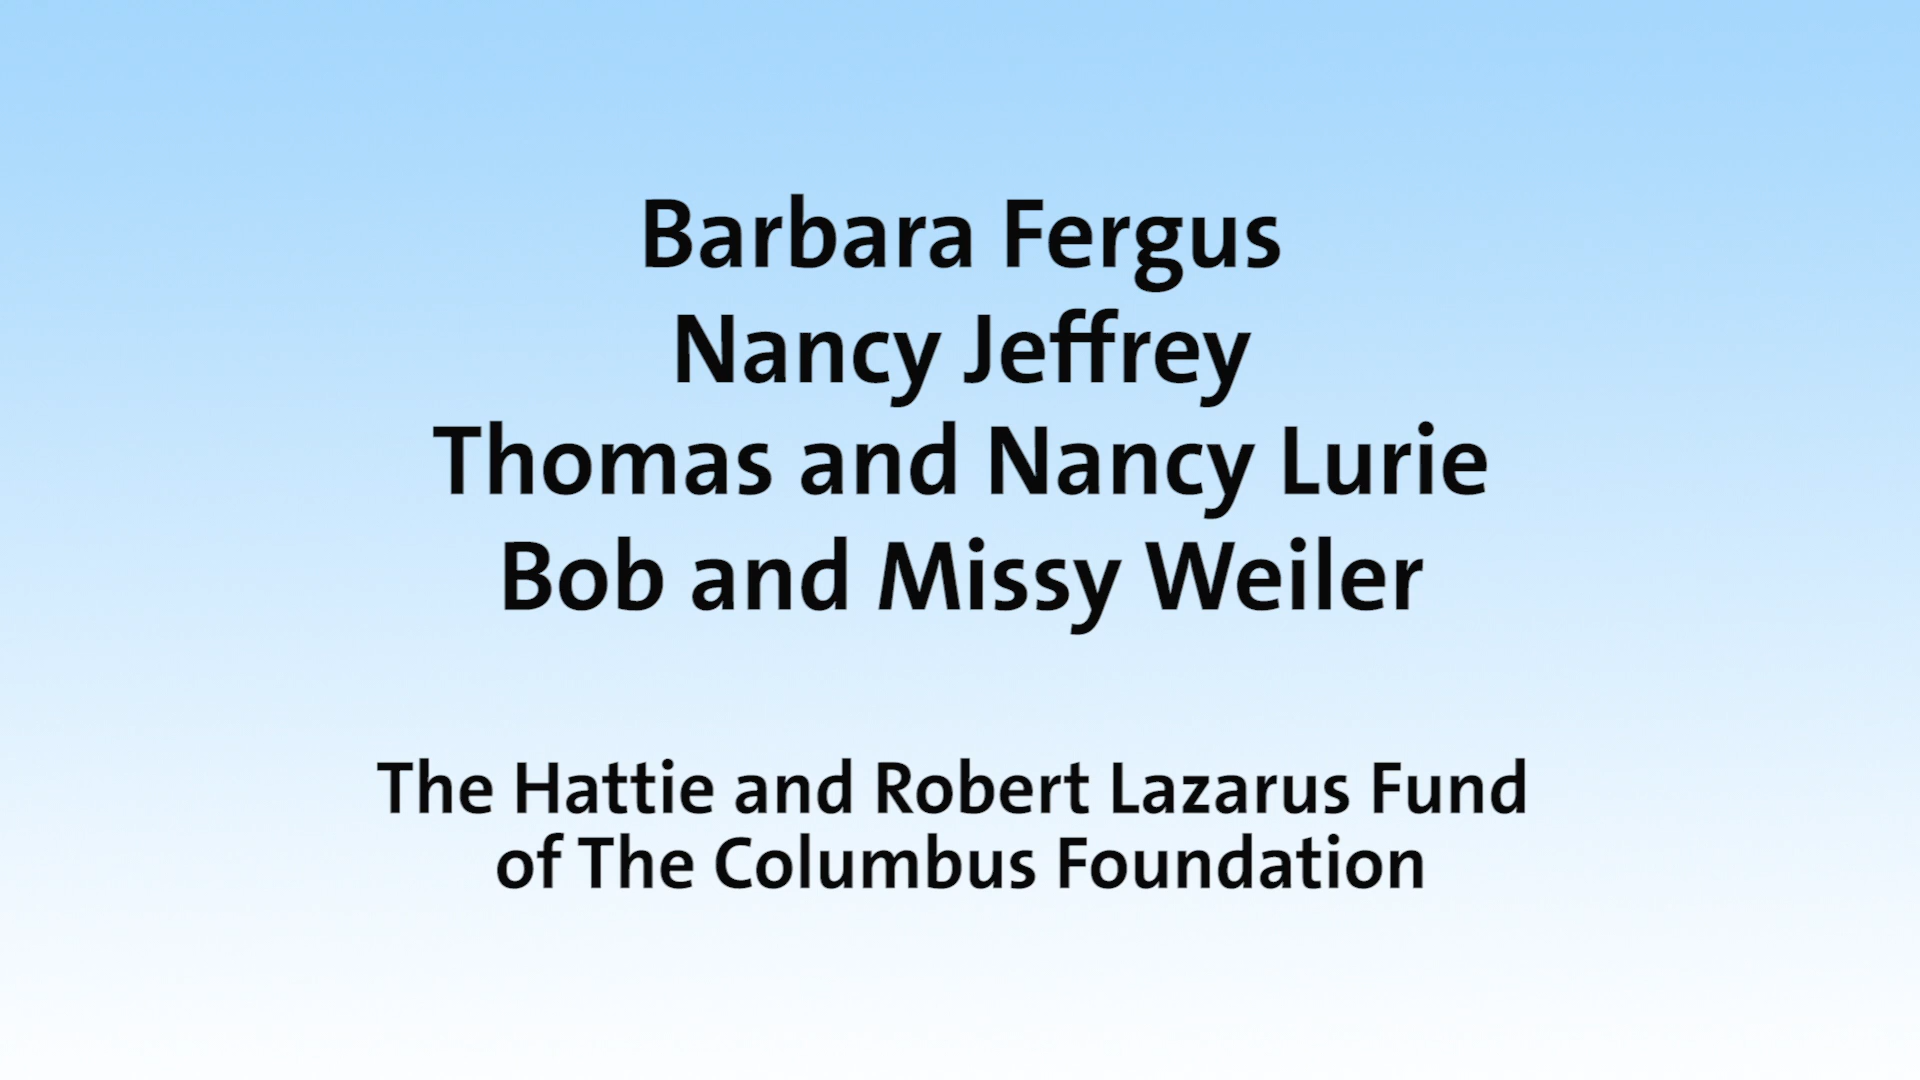 Barbara Fergus
Nancy Jeffrey
Thomas and Nancy Lurie
Bob and Missy Weiler
The Hattie and Robert Lazarus Fund
of The Columbus Foundation